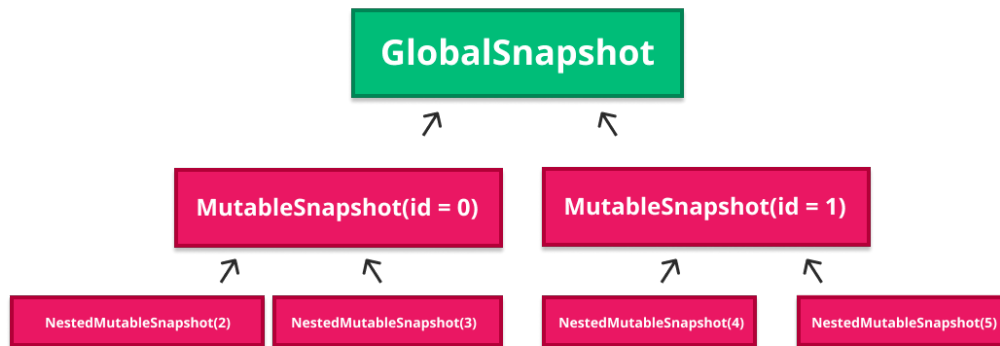 GlobalSnapshot
MutableSnapshot(id = 0)
MutableSnapshot(id = 1)
NestedMutableSnapshot(2)
NestedMutableSnapshot(3)
NestedMutableSnapshot(4)
NestedMutableSnapshot(5)